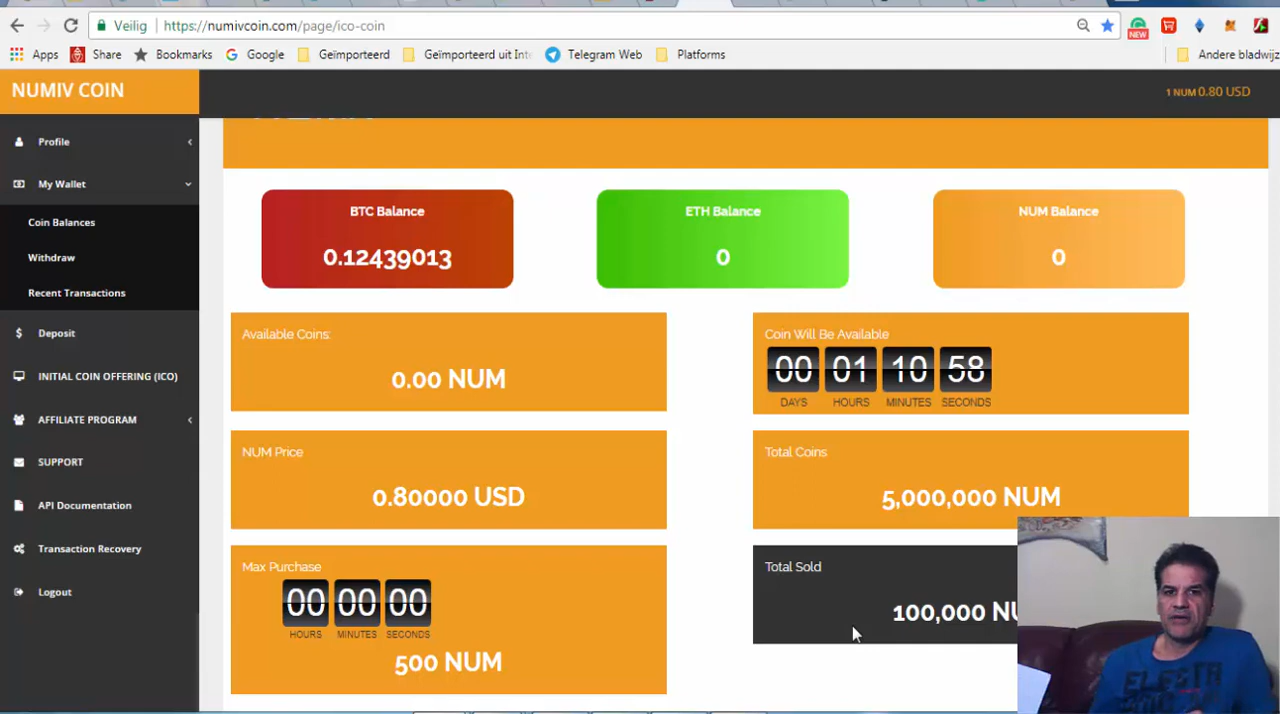 Veilig https://numivcoin.com/page/ico-coin
NEW
Apps Share Bookmarks Google Geïmporteerd Geïmporteerd uit Inte Telegram Web Platforms Andere bladwijz
NUMIV COIN
1 NUM 0.80 USD
Profile
My Wallet
Coin Balances
Withdraw
Recent Transactions
Deposit
INITIAL COIN OFFERING (ICO)
AFFILIATE PROGRAM
SUPPORT
API Documentation
Transaction Recovery
Logout
BTC Balance
0.12439013
ETH Balance
0
NUM Balance
0
Available Coins:
0.00 NUM
Coin Will Be Available
00 01 10 58
DAYS HOURS MINUTES SECONDS
NUM Price
0.80000 USD
Total Coins
5,000,000 NUM
Max Purchase
00 00 00
HOURS MINUTES SECONDS
500 NUM
Total Sold
100,000 NU